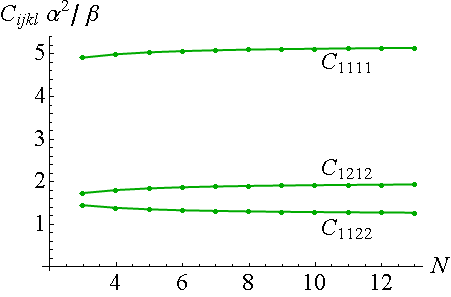 C_{ijkl} α²/ β
5
C_{1111}
4
3
C_{1212}
2
C_{1122}
1
N
4 6 8 10 12